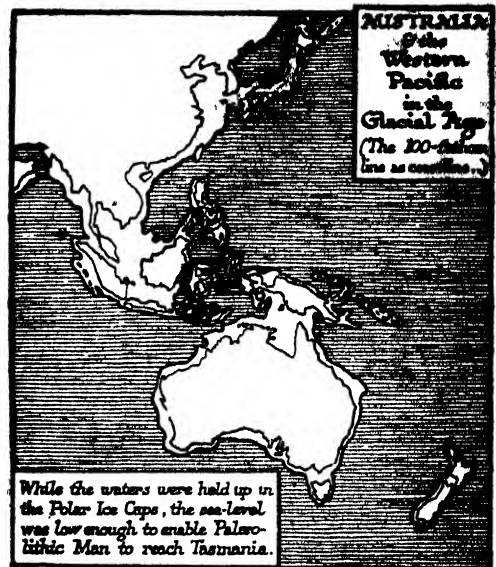 AUSTRALIA
& the
Western
Pacific
in the
Glacial Age
(The 100-fathom
line as coastline..)
While the waters were held up in
the Polar Ice Caps, the sea-level
was low enough to enable Palæo-
lithic Man to reach Tasmania.